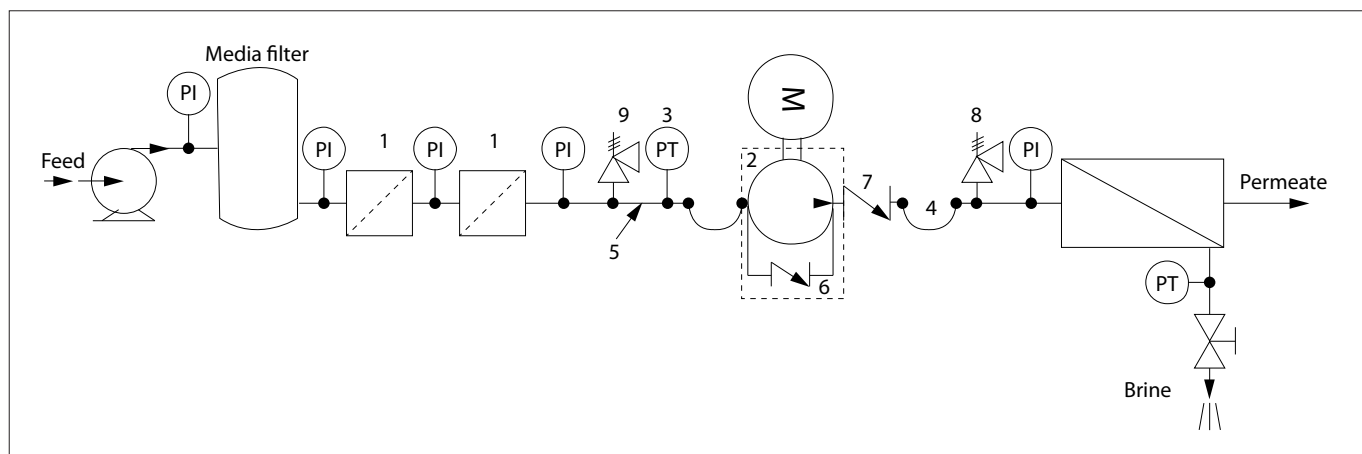 Media filter
PI
Feed
PI
1
PI
1
PI
9
3
PT
5
M
2
6
7
4
8
PI
Permeate
PT
Brine